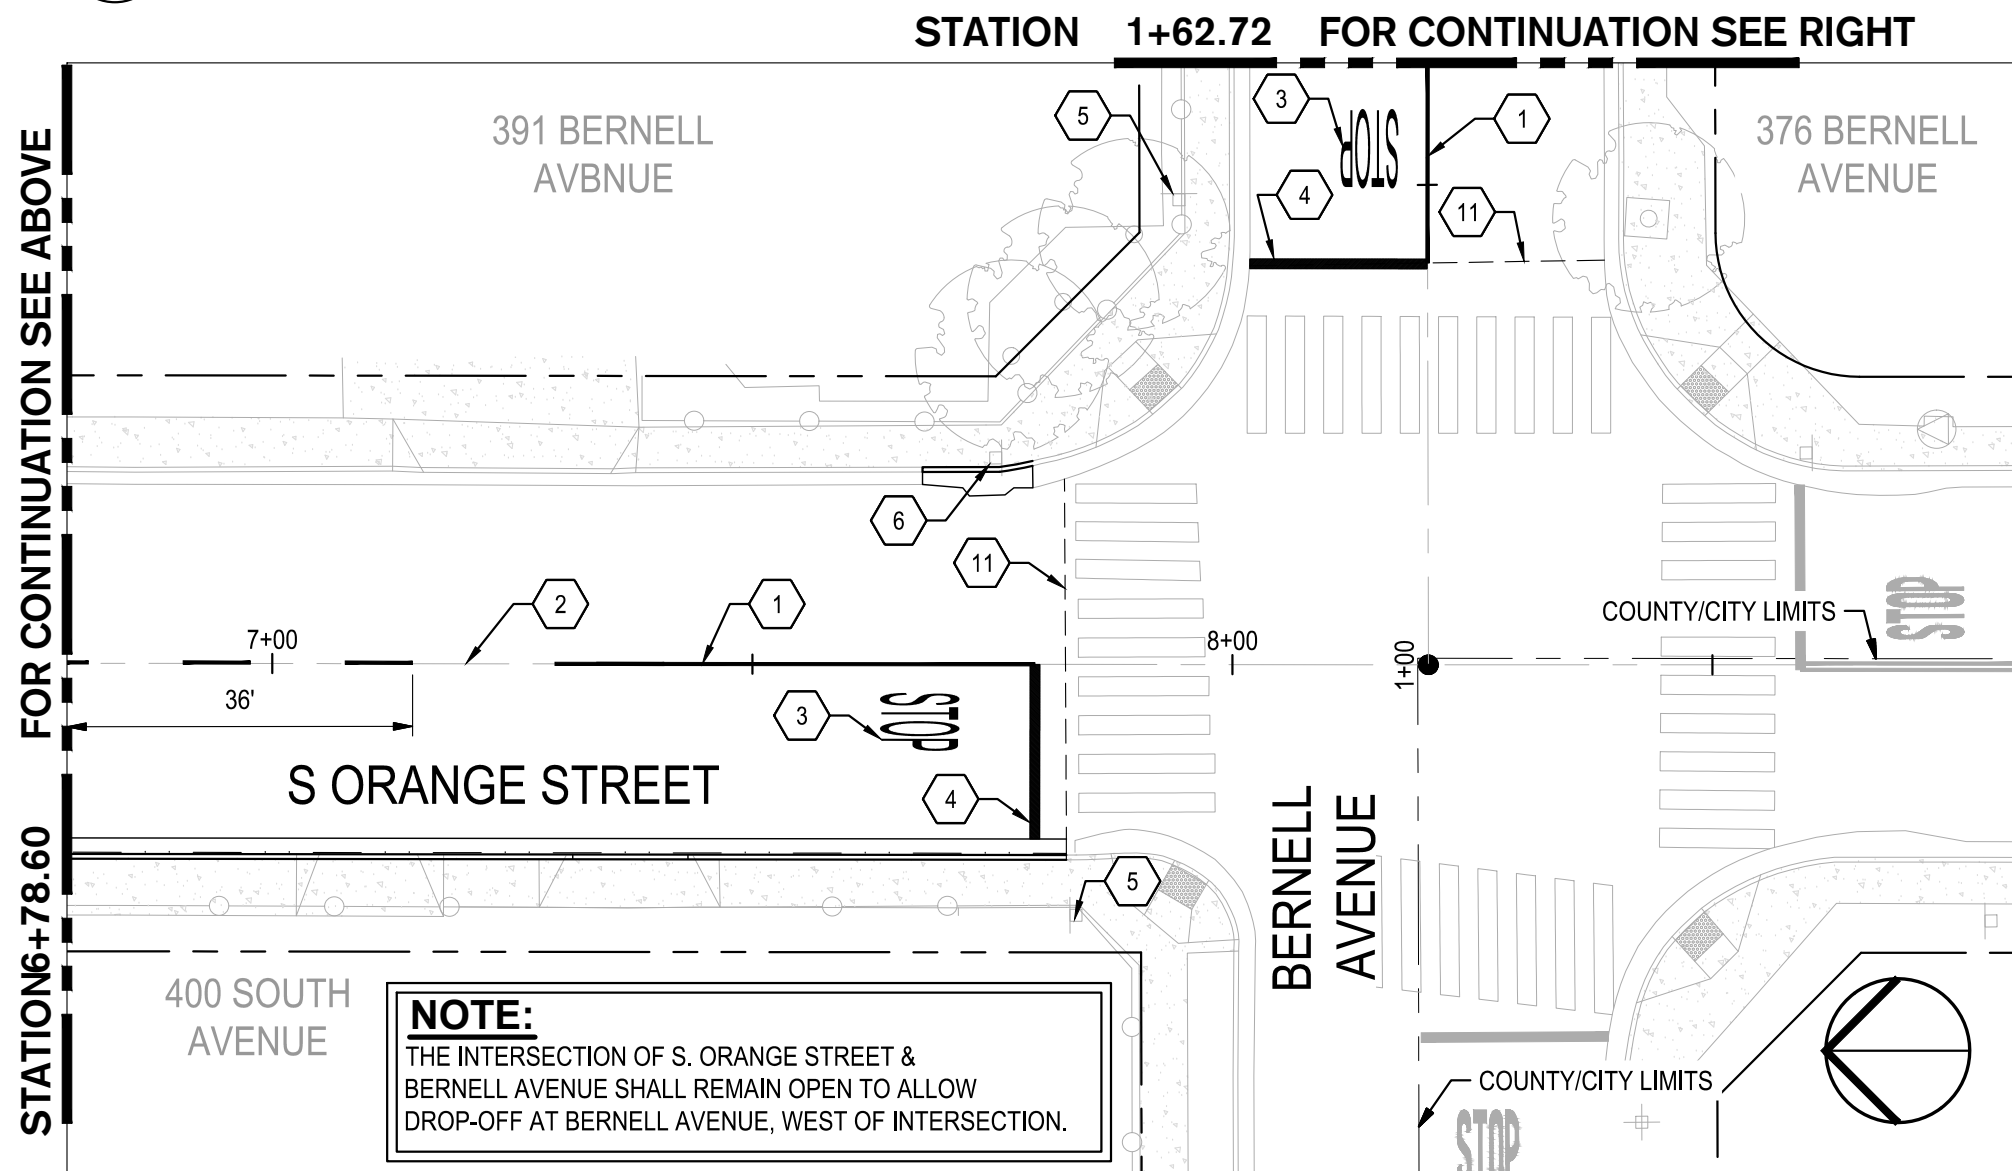 STATION 1+62.72 FOR CONTINUATION SEE RIGHT
STATION 6+78.60 FOR CONTINUATION SEE ABOVE
391 BERNELL
AVBNUE
5
3
STOP
1
376 BERNELL
AVENUE
4
11
6
11
2
1
COUNTY/CITY LIMITS
STOP
7+00
8+00
1+00
36'
3
STOP
S ORANGE STREET
4
5
BERNELL
AVENUE
400 SOUTH
AVENUE
NOTE:
THE INTERSECTION OF S. ORANGE STREET &
BERNELL AVENUE SHALL REMAIN OPEN TO ALLOW
DROP-OFF AT BERNELL AVENUE, WEST OF INTERSECTION.
COUNTY/CITY LIMITS
STOP